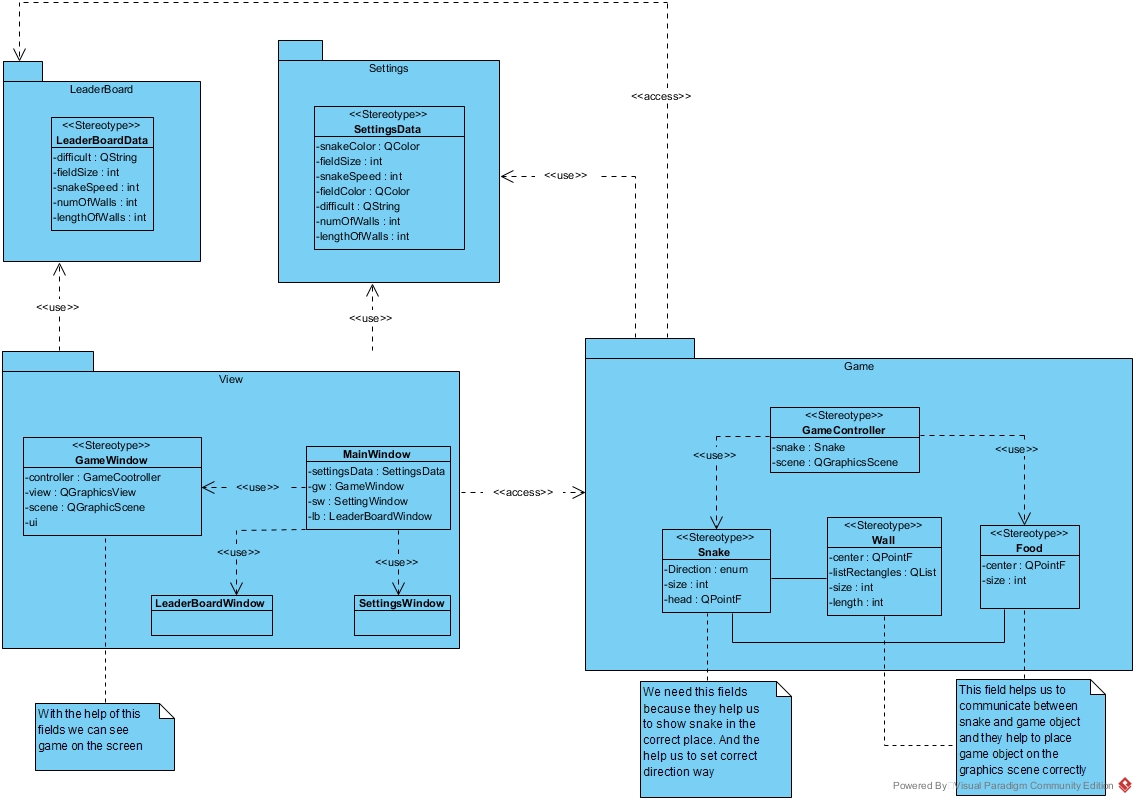 <<access>>
LeaderBoard
<<Stereotype>>
LeaderBoardData
-difficult : QString
-fieldSize : int
-snakeSpeed : int
-numOfWalls : int
-lengthOfWalls : int
Settings
<<Stereotype>>
SettingsData
-snakeColor : QColor
-fieldSize : int
-snakeSpeed : int
-fieldColor : QColor
-difficult : QString
-numOfWalls : int
-lengthOfWalls : int
<<use>>
<<use>>
<<use>>
View
<<Stereotype>>
GameWindow
-controller : GameCootroller
-view : QGraphicsView
-scene : QGraphicScene
-ui
<<use>>
MainWindow
-settingsData : SettingsData
-gw : GameWindow
-sw : SettingWindow
-lb : LeaderBoardWindow
<<use>>
<<use>>
LeaderBoardWindow
SettingsWindow
<<access>>
Game
<<Stereotype>>
GameController
-snake : Snake
-scene : QGraphicsScene
<<use>>
<<use>>
<<Stereotype>>
Snake
-Direction : enum
-size : int
-head : QPointF
<<Stereotype>>
Wall
-center : QPointF
-listRectangles : QList
-size : int
-length : int
<<Stereotype>>
Food
-center : QPointF
-size : int
With the help of this
fields we can see
game on the screen
We need this fields
because they help us
to show snake in the
correct place. And the
help us to set correct
direction way
This field helps us to
communicate between
snake and game object
and they help to place
game object on the
graphics scene correctly
Powered By Visual Paradigm Community Edition